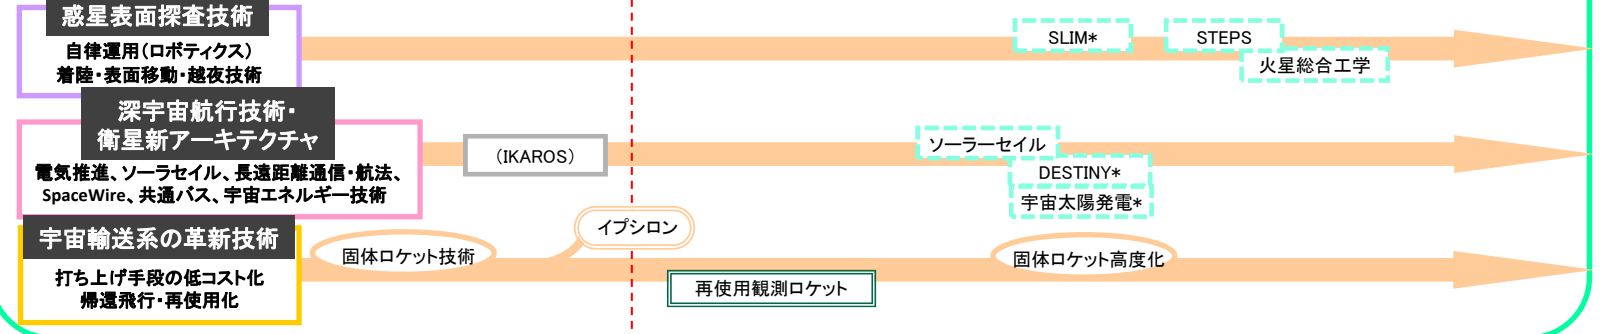 惑星表面探査技術
自律運用(ロボティクス)
着陸・表面移動・越夜技術
SLIM*
STEPS
火星総合工学
深宇宙航行技術・
衛星新アーキテクチャ
電気推進、ソーラセイル、長遠距離通信・航法、
SpaceWire、共通バス、宇宙エネルギー技術
(IKAROS)
ソーラーセイル
DESTINY*
宇宙太陽発電*
宇宙輸送系の革新技術
打ち上げ手段の低コスト化
帰還飛行・再使用化
固体ロケット技術
イプシロン
再使用観測ロケット
固体ロケット高度化